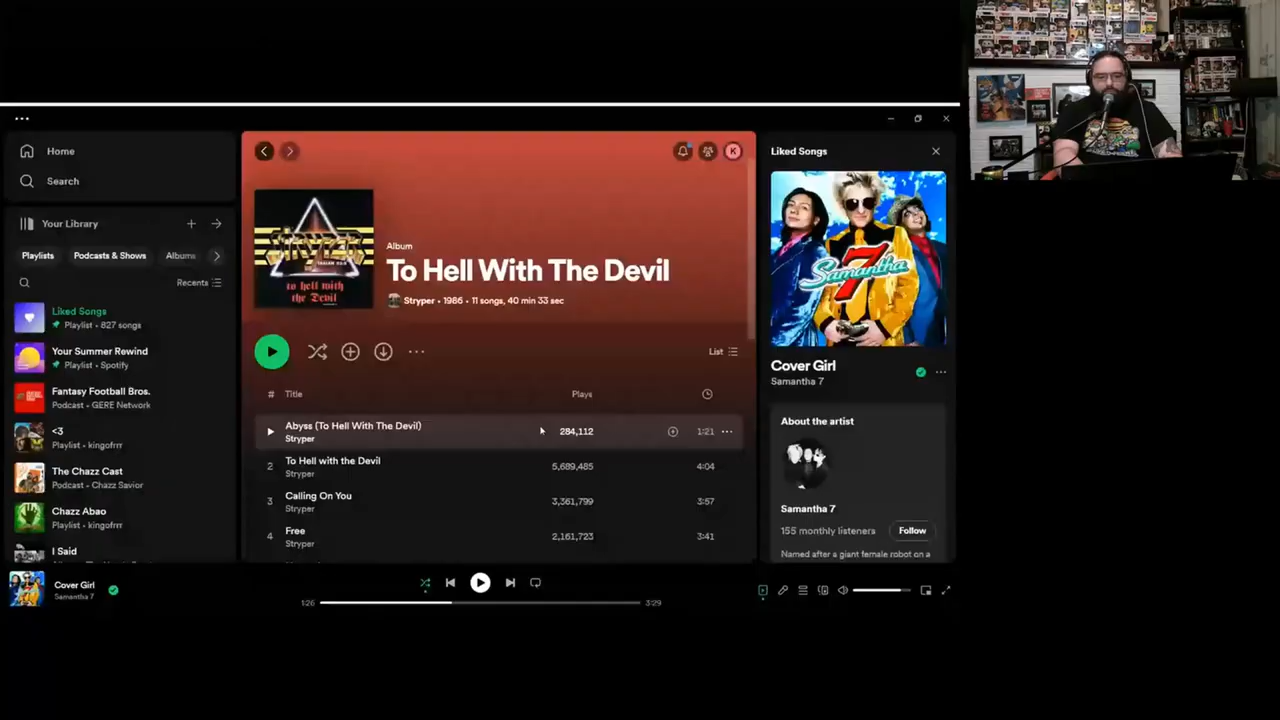 Home
Search
Your Library
Playlists
Podcasts & Shows
Albums
Recents
Liked Songs
Playlist • 827 songs
Your Summer Rewind
Playlist • Spotify
Fantasy Football Bros.
Podcast • GERE Network
<3
Playlist • kingofrrr
The Chazz Cast
Podcast • Chazz Savior
Chazz Abao
Playlist • kingofrrr
I Said
K
STRYPER
to hell with
the Devil
Album
To Hell With The Devil
Stryper • 1986 • 11 songs, 40 min 33 sec
List
# Title Plays
Abyss (To Hell With The Devil) 284,112 1:21
Stryper
2 To Hell with the Devil 5,689,485 4:04
Stryper
3 Calling On You 3,361,799 3:57
Stryper
4 Free 2,161,723 3:41
Stryper
Liked Songs
Samantha
7
Cover Girl
Samantha 7
About the artist
Samantha 7
155 monthly listeners
Follow
Named after a giant female robot on a
Cover Girl
Samantha 7
1:26
3:29